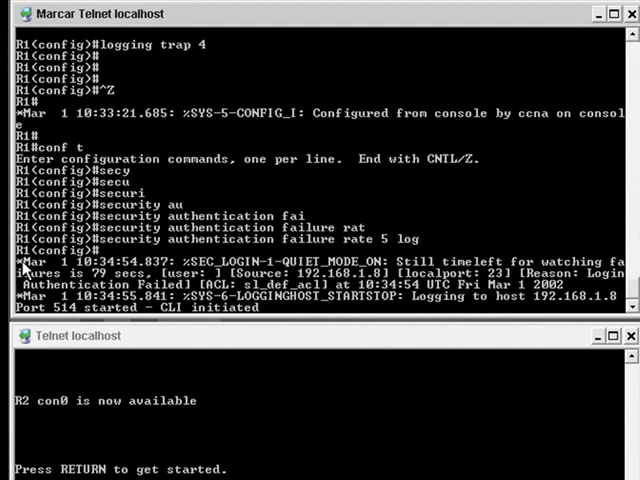 Marcar Telnet localhost
R1(config)#logging trap 4
R1(config)#
R1(config)#
R1(config)#
R1(config)#^Z
R1#
*Mar  1 10:33:21.685: %SYS-5-CONFIG_I: Configured from console by ccna on consol
e
R1#
R1#conf t
Enter configuration commands, one per line.  End with CNTL/Z.
R1(config)#secy
R1(config)#secu
R1(config)#securi
R1(config)#security au
R1(config)#security authentication fai
R1(config)#security authentication failure rat
R1(config)#security authentication failure rate 5 log
R1(config)#
*Mar  1 10:34:54.837: %SEC_LOGIN-1-QUIET_MODE_ON: Still timeleft for watching fa
ilures is 79 secs, [user: ] [Source: 192.168.1.8] [localport: 23] [Reason: Login
 Authentication Failed] [ACL: sl_def_acl] at 10:34:54 UTC Fri Mar 1 2002
*Mar  1 10:34:55.841: %SYS-6-LOGGINGHOST_STARTSTOP: Logging to host 192.168.1.8
Port 514 started - CLI initiated
Telnet localhost
R2 con0 is now available
Press RETURN to get started.